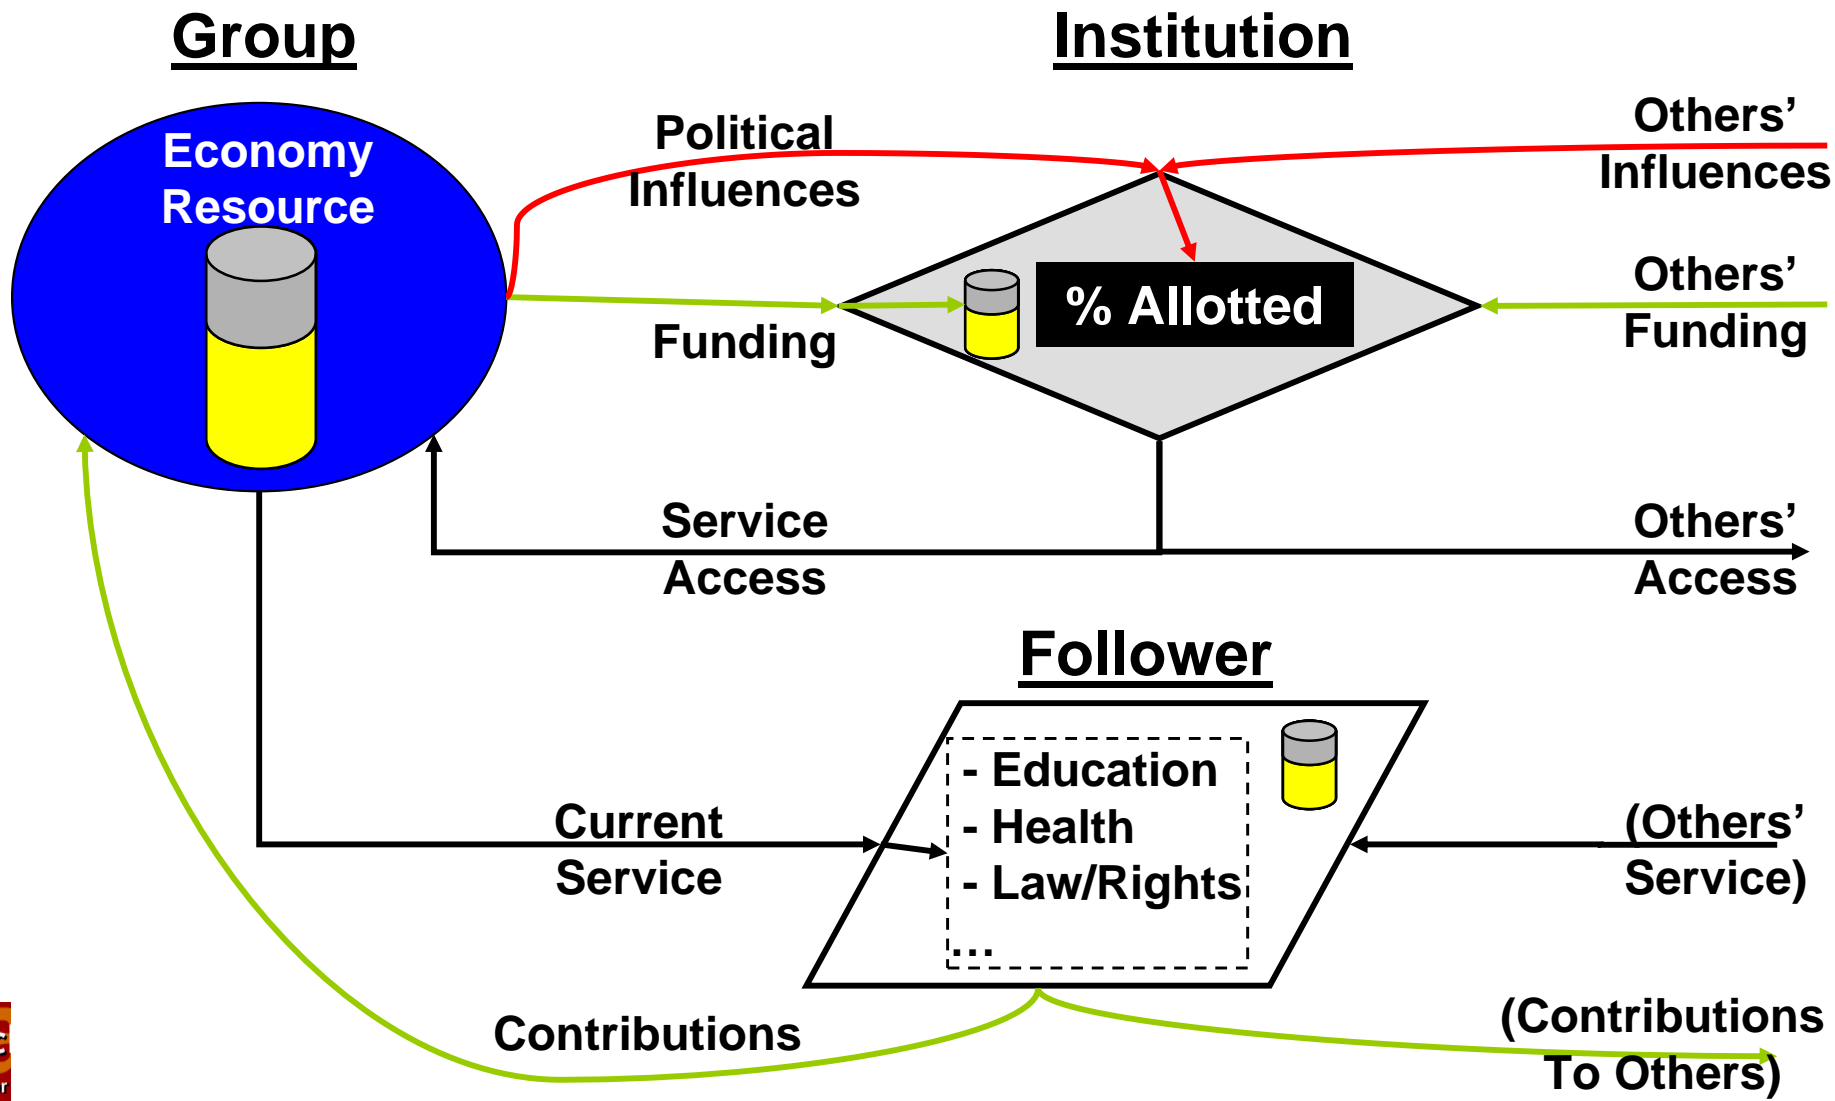 Group
Institution
Economy
Resource
Political
Influences
Others’
Influences
% Allotted
Funding
Others’
Funding
Service
Access
Others’
Access
Follower
- Education
- Health
- Law/Rights
...
Current
Service
(Others’
Service)
Contributions
(Contributions
To Others)